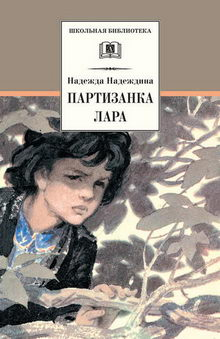 ШКОЛЬНАЯ БИБЛИОТЕКА
Надежда Надеждина
ПАРТИЗАНКА
ЛАРА